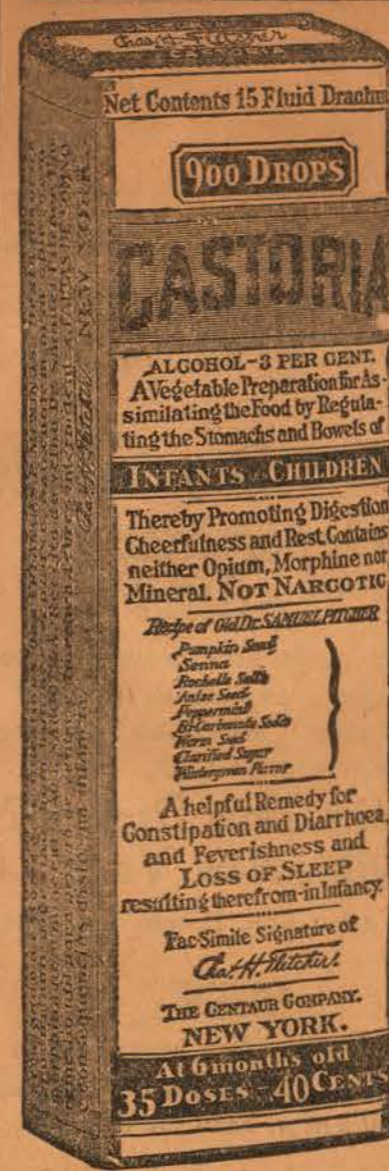 Chas. H. Fletcher
Net Contents 15 Fluid Drachm
900 DROPS
CASTORIA
ALCOHOL-3 PER CENT.
A Vegetable Preparation for As-
similating the Food by Regula-
ting the Stomachs and Bowels of
INFANTS CHILDREN
Thereby Promoting Digestion
Cheerfulness and Rest. Contains
neither Opium, Morphine nor
Mineral. NOT NARCOTIC
Recipe of Old Dr. SAMUEL PITCHER
Pumpkin Seed
Senna
Rochelle Salts
Anise Seed
Peppermint
Bi-Carbonate Soda
Worm Seed
Clarified Sugar
Wintergreen Flavor
A helpful Remedy for
Constipation and Diarrhoea,
and Feverishness and
LOSS OF SLEEP
resulting therefrom-in Infancy.
Fac-Simile Signature of
Chas. H. Fletcher.
THE CENTAUR COMPANY.
NEW YORK.
At 6 months old
35 DOSES - 40 CENTS
Chas. H. Fletcher NEW YORK